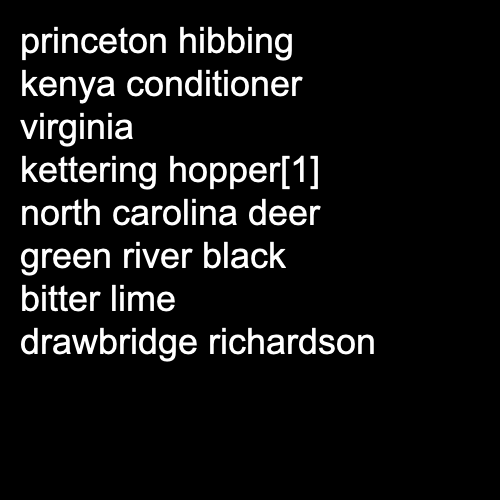 princeton hibbing
kenya conditioner
virginia
kettering hopper[1]
north carolina deer
green river black
bitter lime
drawbridge richardson